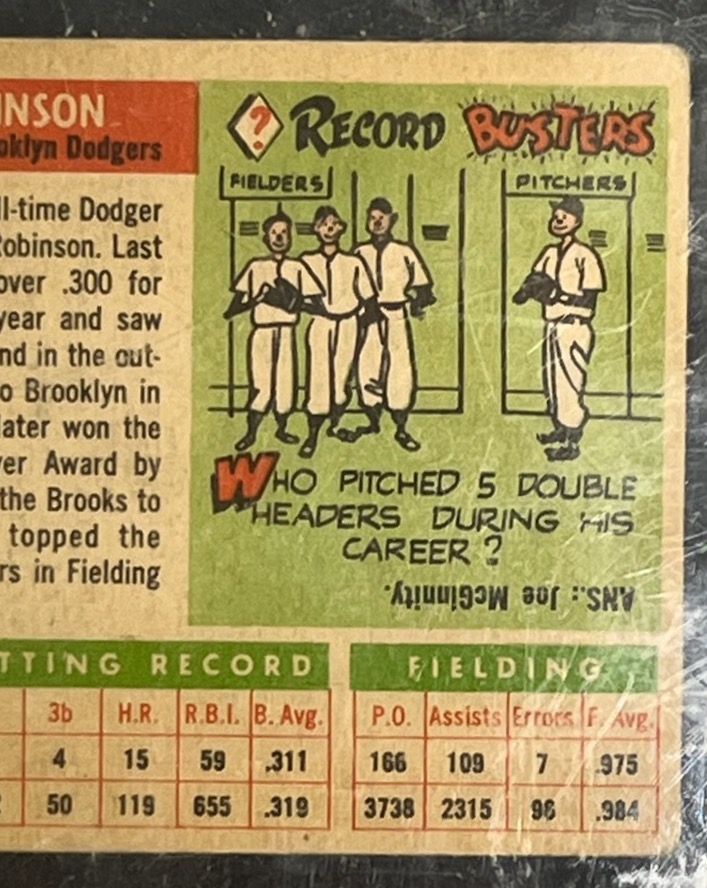 INSON
oklyn Dodgers
ll-time Dodger
Robinson. Last
over .300 for
year and saw
nd in the out-
o Brooklyn in
later won the
er Award by
the Brooks to
topped the
rs in Fielding
? RECORD BUSTERS
FIELDERS
PITCHERS
WHO PITCHED 5 DOUBLE
HEADERS DURING HIS
CAREER?
ANS.: Joe McGinnity.
TTING RECORD
3b H.R. R.B.I. B. Avg.
4 15 59 .311
50 119 655 .319
FIELDING
P.O. Assists Errors F. Avg.
166 109 7 .975
3738 2315 96 .984